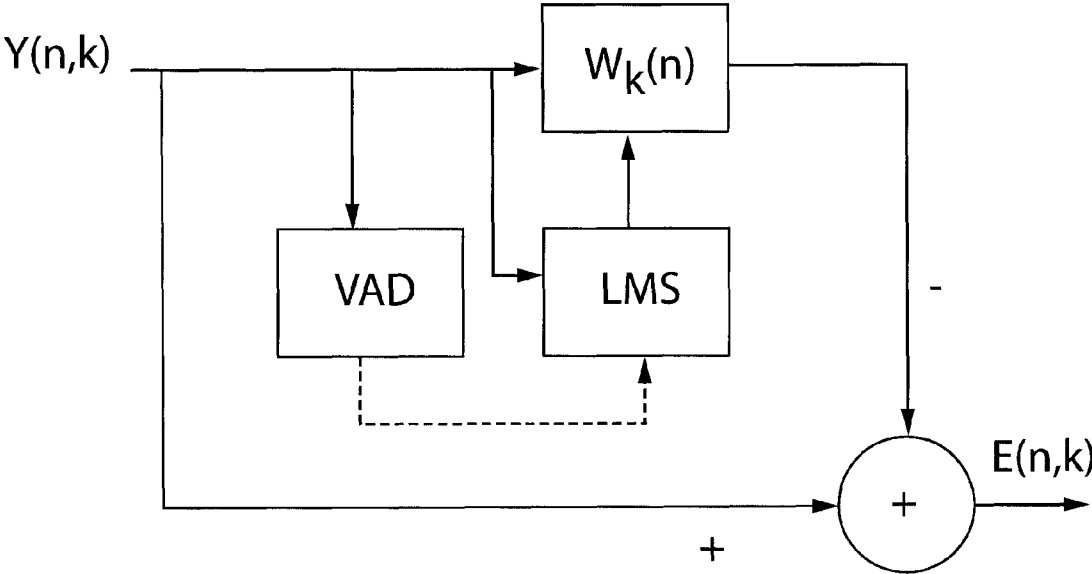 Y(n,k)
Wk(n)
VAD
LMS
-
E(n,k)
+
+